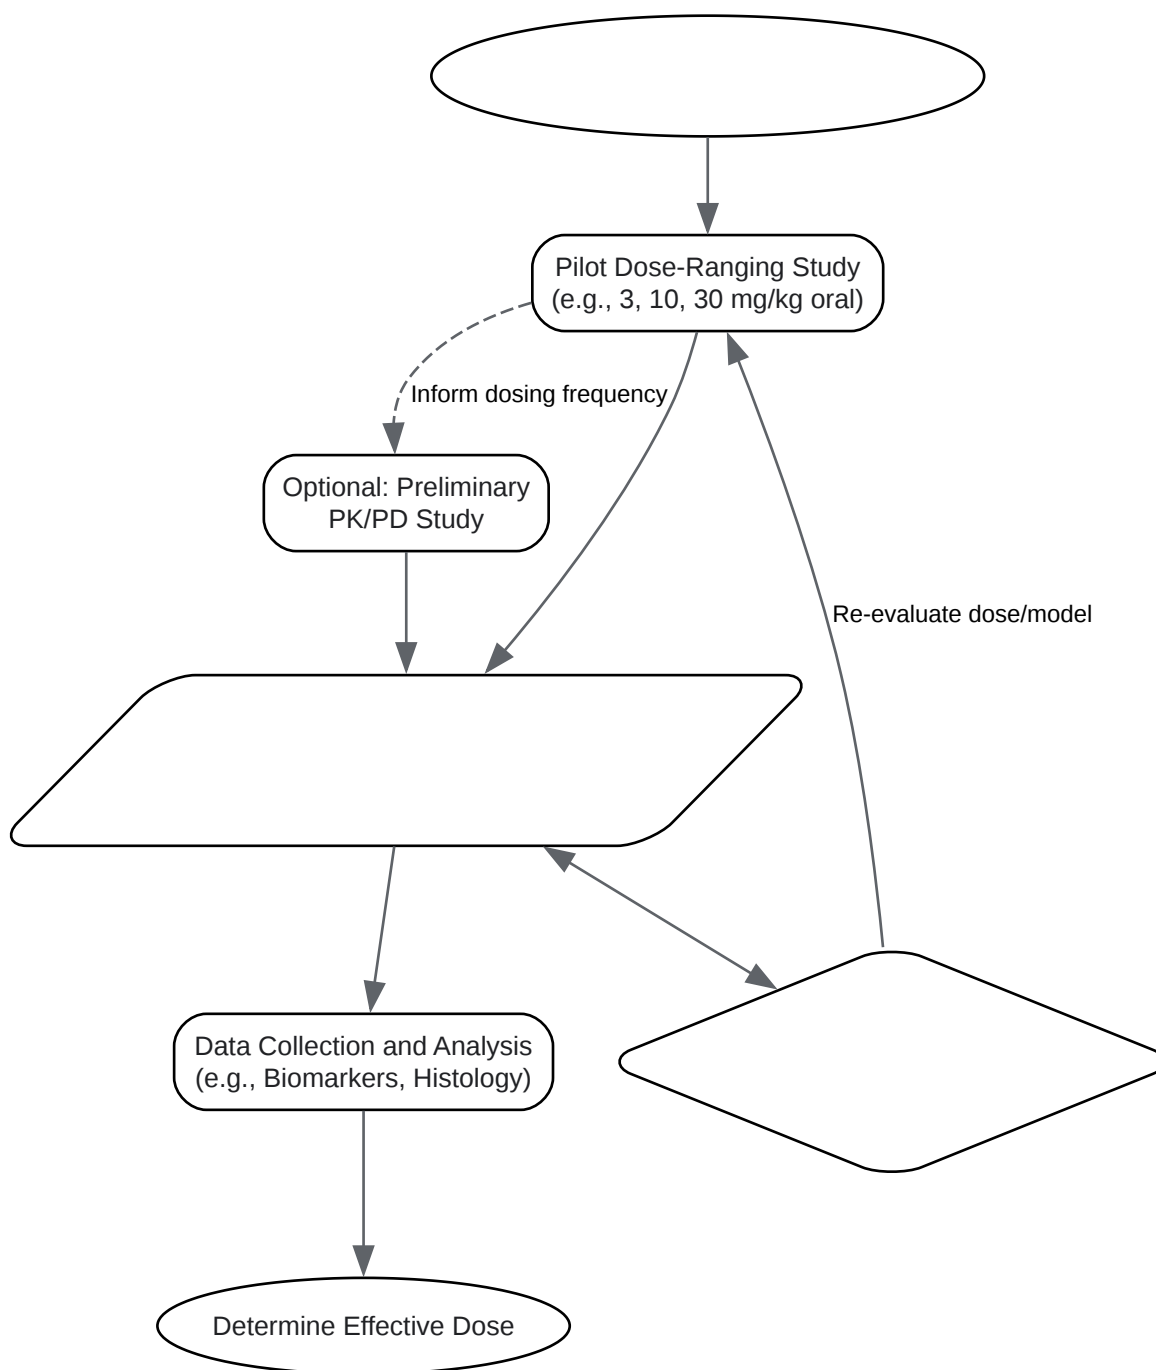 Pilot Dose-Ranging Study
(e.g., 3, 10, 30 mg/kg oral)
Inform dosing frequency
Optional: Preliminary
PK/PD Study
Re-evaluate dose/model
Data Collection and Analysis
(e.g., Biomarkers, Histology)
Determine Effective Dose